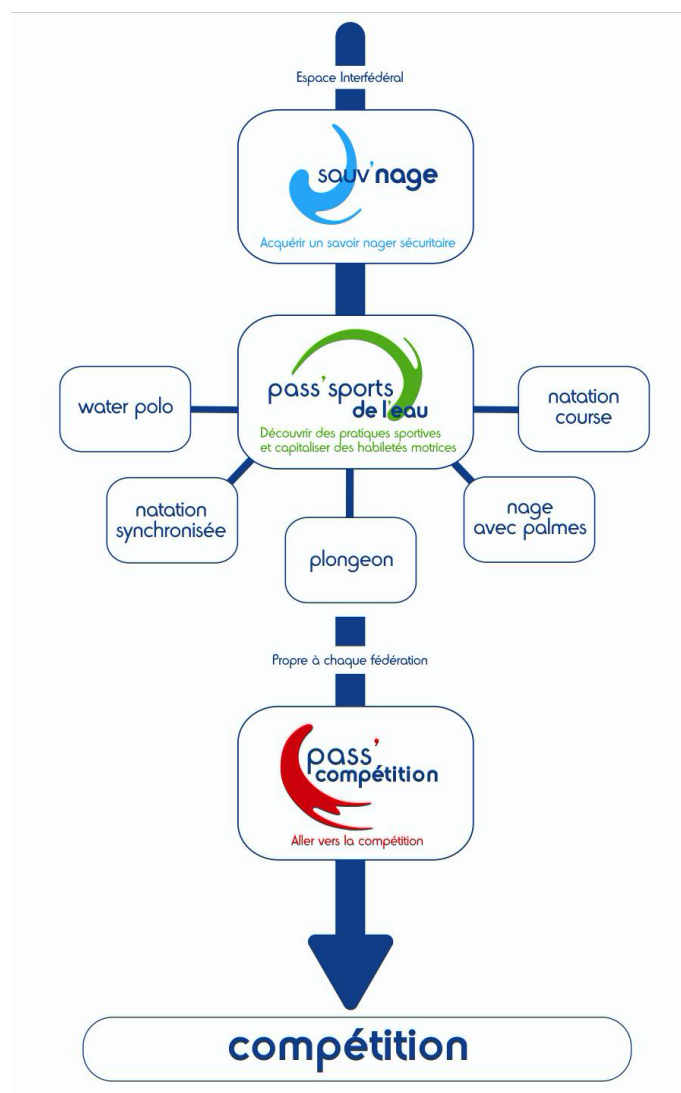 Espace Interfédéral
sauv'nage
Acquérir un savoir nager sécuritaire
pass'sports
de l'eau
Découvrir des pratiques sportives
et capitaliser des habiletés motrices
water polo
natation
course
natation
synchronisée
nage
avec palmes
plongeon
Propre à chaque fédération
pass'
compétition
Aller vers la compétition
compétition